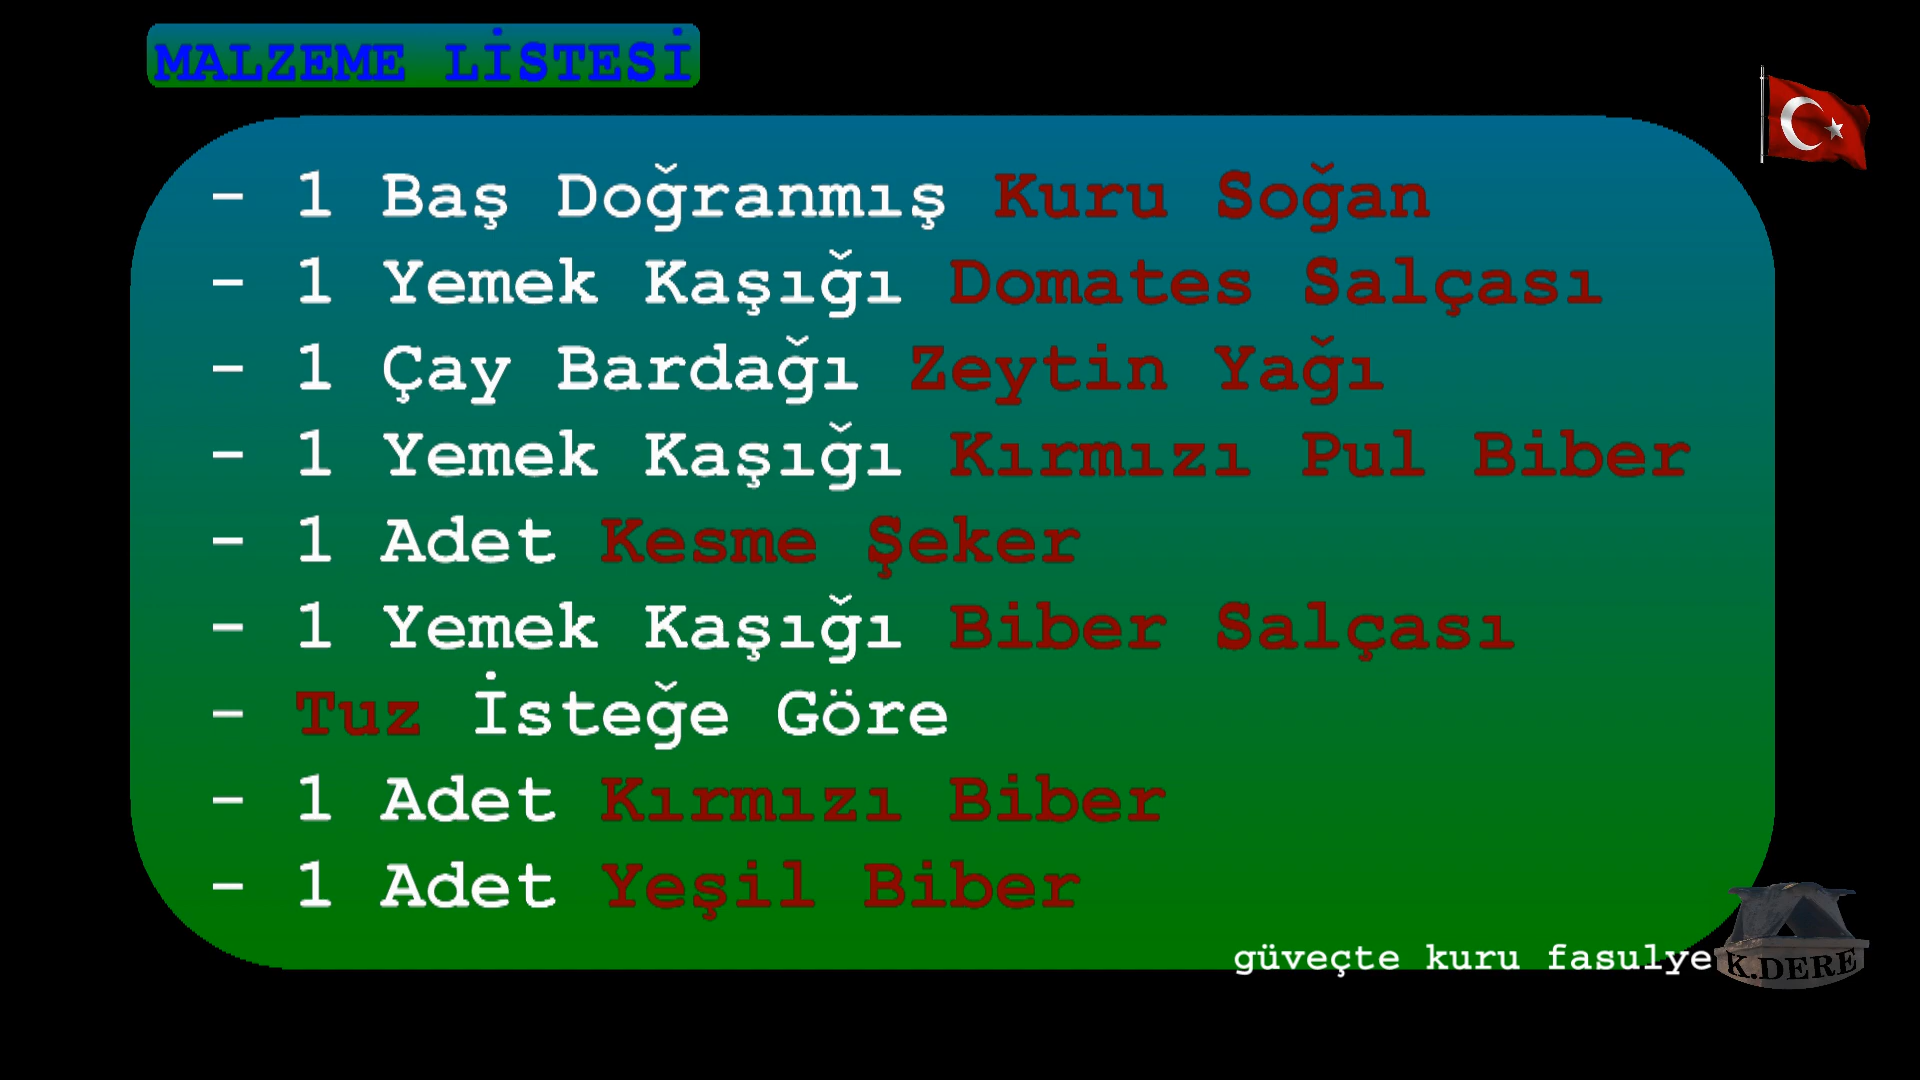 MALZEME LİSTESİ
- 1 Baş Doğranmış Kuru Soğan
- 1 Yemek Kaşığı Domates Salçası
- 1 Çay Bardağı Zeytin Yağı
- 1 Yemek Kaşığı Kırmızı Pul Biber
- 1 Adet Kesme Şeker
- 1 Yemek Kaşığı Biber Salçası
- Tuz İsteğe Göre
- 1 Adet Kırmızı Biber
- 1 Adet Yeşil Biber
güveçte kuru fasulye
K.DERE